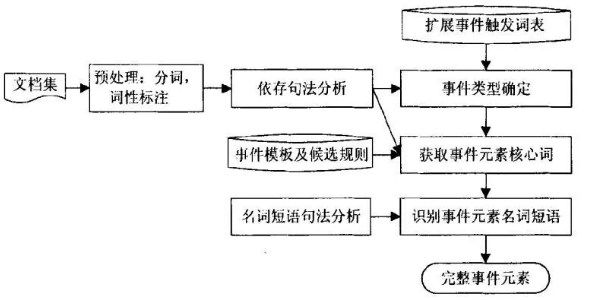 扩展事件触发词表
文档集
预处理：分词，
词性标注
依存句法分析
事件类型确定
事件模板及候选规则
获取事件元素核心词
名词短语句法分析
识别事件元素名词短语
完整事件元素